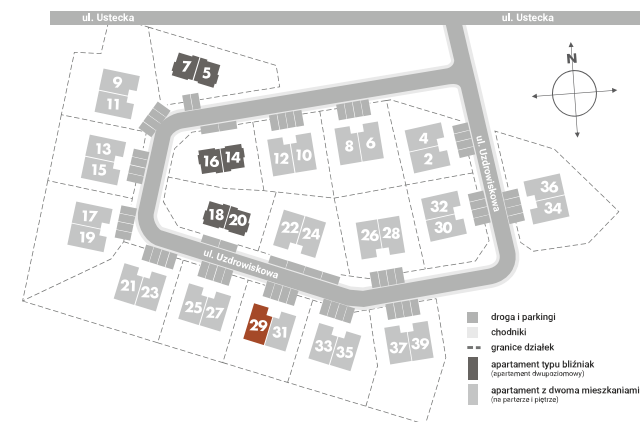 ul. Ustecka
ul. Ustecka
7 5
N
9
11
13
15
16 14
12 10
8 6
4
2
ul. Uzdrowiskowa
36
34
17
19
18 20
22 24
26 28
32
30
ul. Uzdrowiskowa
21 23
25 27
29 31
33 35
37 39
droga i parkingi
chodniki
granice działek
apartament typu bliźniak
(apartament dwupoziomowy)
apartament z dwoma mieszkaniami
(na parterze i piętrze)